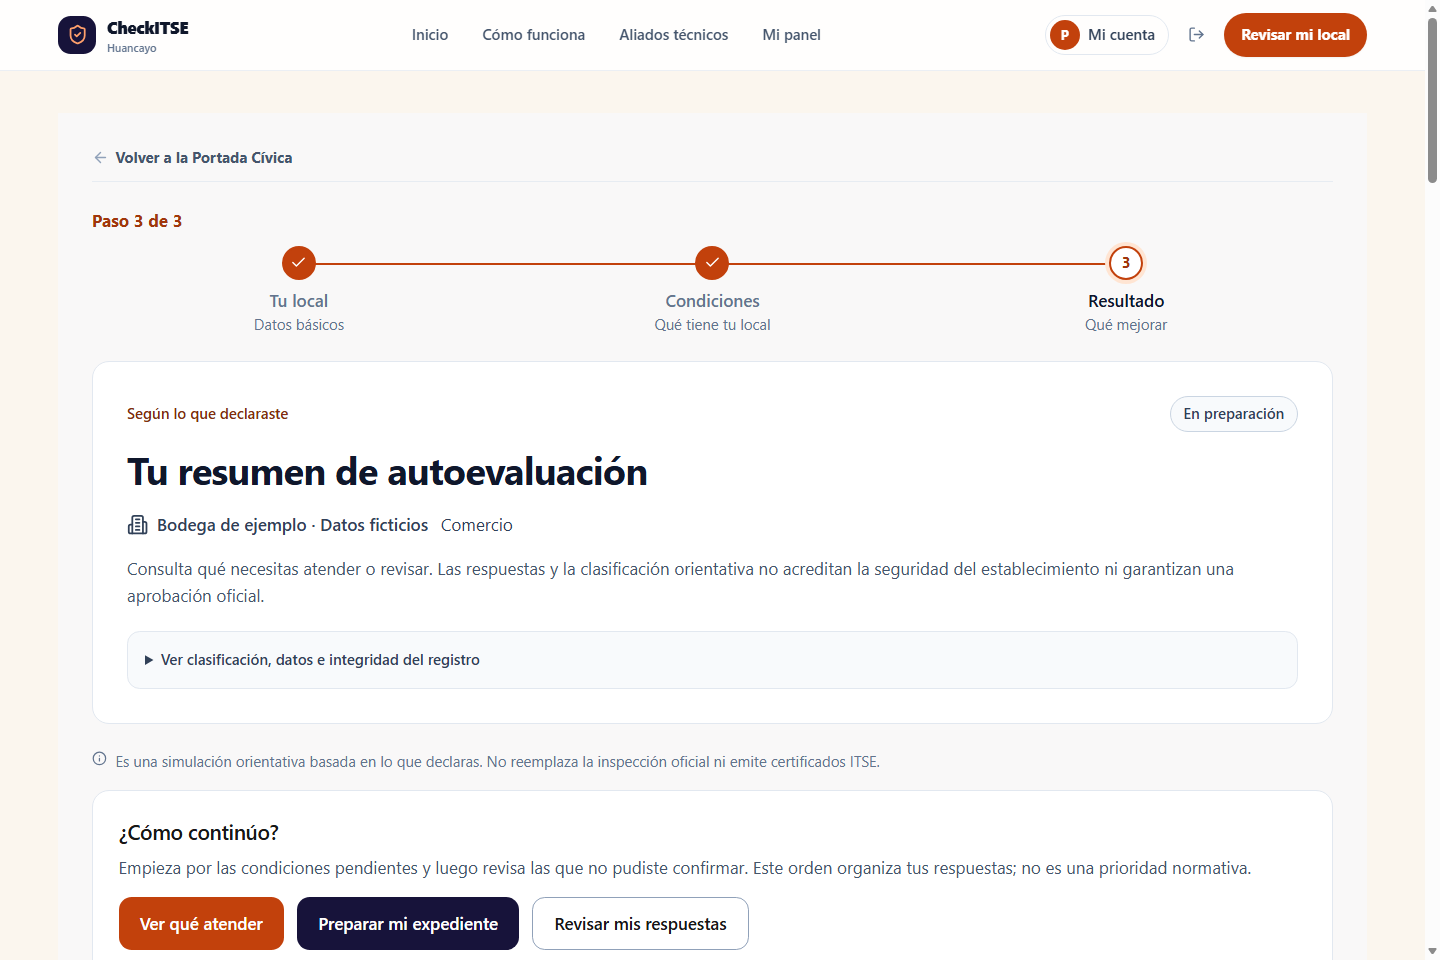 CheckITSE
Huancayo
Inicio
Cómo funciona
Aliados técnicos
Mi panel
P
Mi cuenta
Revisar mi local
Volver a la Portada Cívica
Paso 3 de 3
3
Tu local
Datos básicos
Condiciones
Qué tiene tu local
Resultado
Qué mejorar
Según lo que declaraste
En preparación
Tu resumen de autoevaluación
Bodega de ejemplo · Datos ficticios Comercio
Consulta qué necesitas atender o revisar. Las respuestas y la clasificación orientativa no acreditan la seguridad del establecimiento ni garantizan una
aprobación oficial.
Ver clasificación, datos e integridad del registro
Es una simulación orientativa basada en lo que declaras. No reemplaza la inspección oficial ni emite certificados ITSE.
¿Cómo continúo?
Empieza por las condiciones pendientes y luego revisa las que no pudiste confirmar. Este orden organiza tus respuestas; no es una prioridad normativa.
Ver qué atender
Preparar mi expediente
Revisar mis respuestas